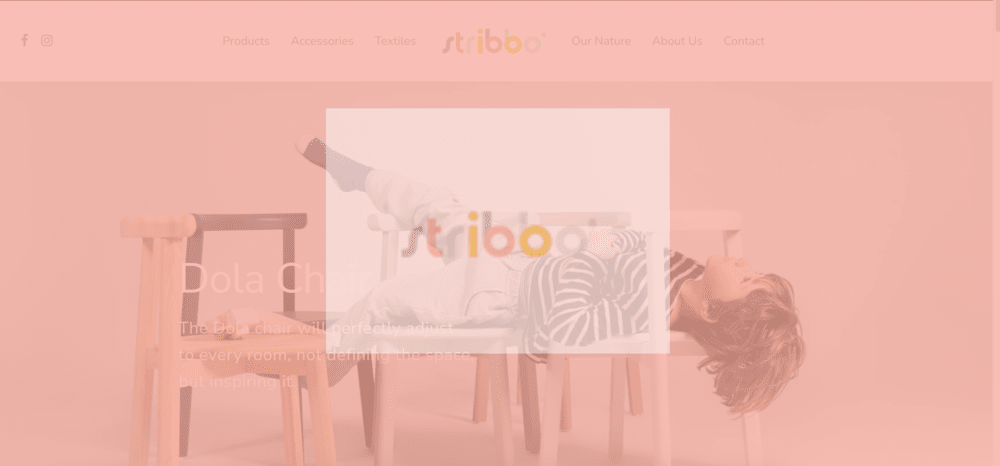 Products Accessories Textiles stribbo Our Nature About Us Contact
stribbo
Dola Chair
The Dola chair will perfectly adjust
to every room, not defining the space
but inspiring it.